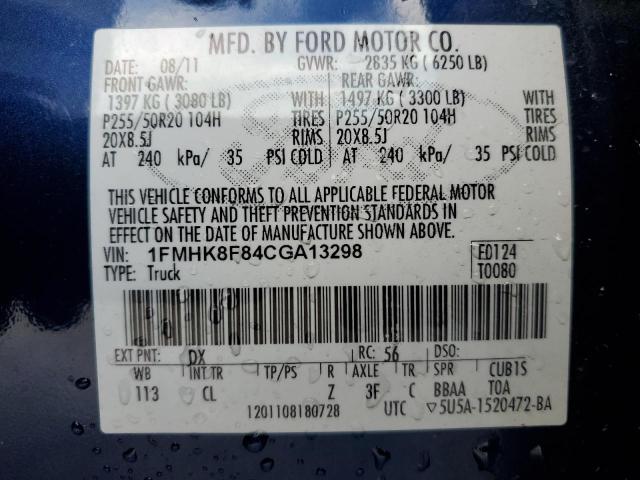 MFD. BY FORD MOTOR CO.
DATE: 08/11 GVWR: 2835 KG ( 6250 LB)
FRONT GAWR: REAR GAWR:
1397 KG ( 3080 LB) WITH 1497 KG ( 3300 LB) WITH
P255/50R20 104H TIRES P255/50R20 104H TIRES
20X8.5J RIMS 20X8.5J RIMS
AT 240 kPa/ 35 PSI COLD AT 240 kPa/ 35 PSI COLD
THIS VEHICLE CONFORMS TO ALL APPLICABLE FEDERAL MOTOR
VEHICLE SAFETY AND THEFT PREVENTION STANDARDS IN
EFFECT ON THE DATE OF MANUFACTURE SHOWN ABOVE.
VIN: 1FMHK8F84CGA13298 E0124
TYPE: Truck T0080
EXT PNT: DX RC: 56 DSO:
WB INT TR TP/PS R AXLE TR SPR CUB1S
113 CL Z 3F C BBAA TOA
1201108180728 UTC ▽5U5A-1520472-BA